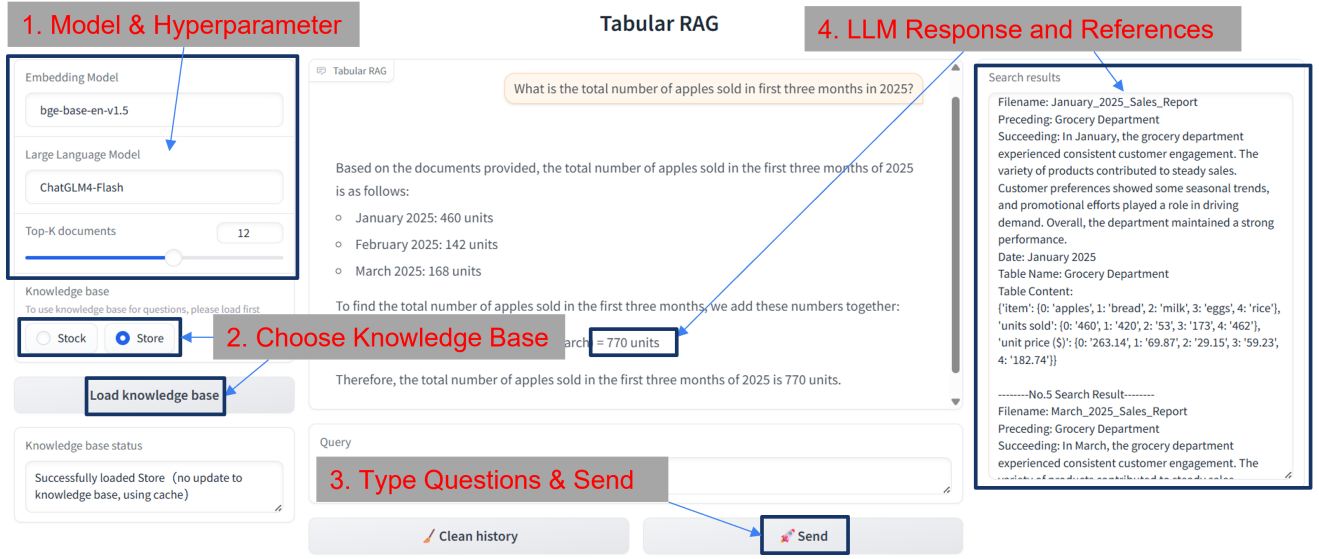 1. Model & Hyperparameter
Tabular RAG
4. LLM Response and References
Embedding Model
bge-base-en-v1.5
Large Language Model
ChatGLM4-Flash
Top-K documents
12
Knowledge base
To use knowledge base for questions, please load first
Stock
Store
2. Choose Knowledge Base
Load knowledge base
Knowledge base status
Successfully loaded Store（no update to
knowledge base, using cache）
Tabular RAG
What is the total number of apples sold in first three months in 2025?
Based on the documents provided, the total number of apples sold in the first three months of 2025
is as follows:
January 2025: 460 units
February 2025: 142 units
March 2025: 168 units
To find the total number of apples sold in the first three months, we add these numbers together:
arch) = 770 units
Therefore, the total number of apples sold in the first three months of 2025 is 770 units.
Query
3. Type Questions & Send
Clean history
Send
Search results
Filename: January_2025_Sales_Report
Preceding: Grocery Department
Succeeding: In January, the grocery department
experienced consistent customer engagement. The
variety of products contributed to steady sales.
Customer preferences showed some seasonal trends,
and promotional efforts played a role in driving
demand. Overall, the department maintained a strong
performance.
Date: January 2025
Table Name: Grocery Department
Table Content:
{'item': {0: 'apples', 1: 'bread', 2: 'milk', 3: 'eggs', 4: 'rice'},
'units sold': {0: '460', 1: '420', 2: '53', 3: '173', 4: '462'},
'unit price ($)': {0: '263.14', 1: '69.87', 2: '29.15', 3: '59.23',
4: '182.74'}}
--------No.5 Search Result--------
Filename: March_2025_Sales_Report
Preceding: Grocery Department
Succeeding: In March, the grocery department
experienced consistent customer engagement. The
variety of products contributed to steady sales.